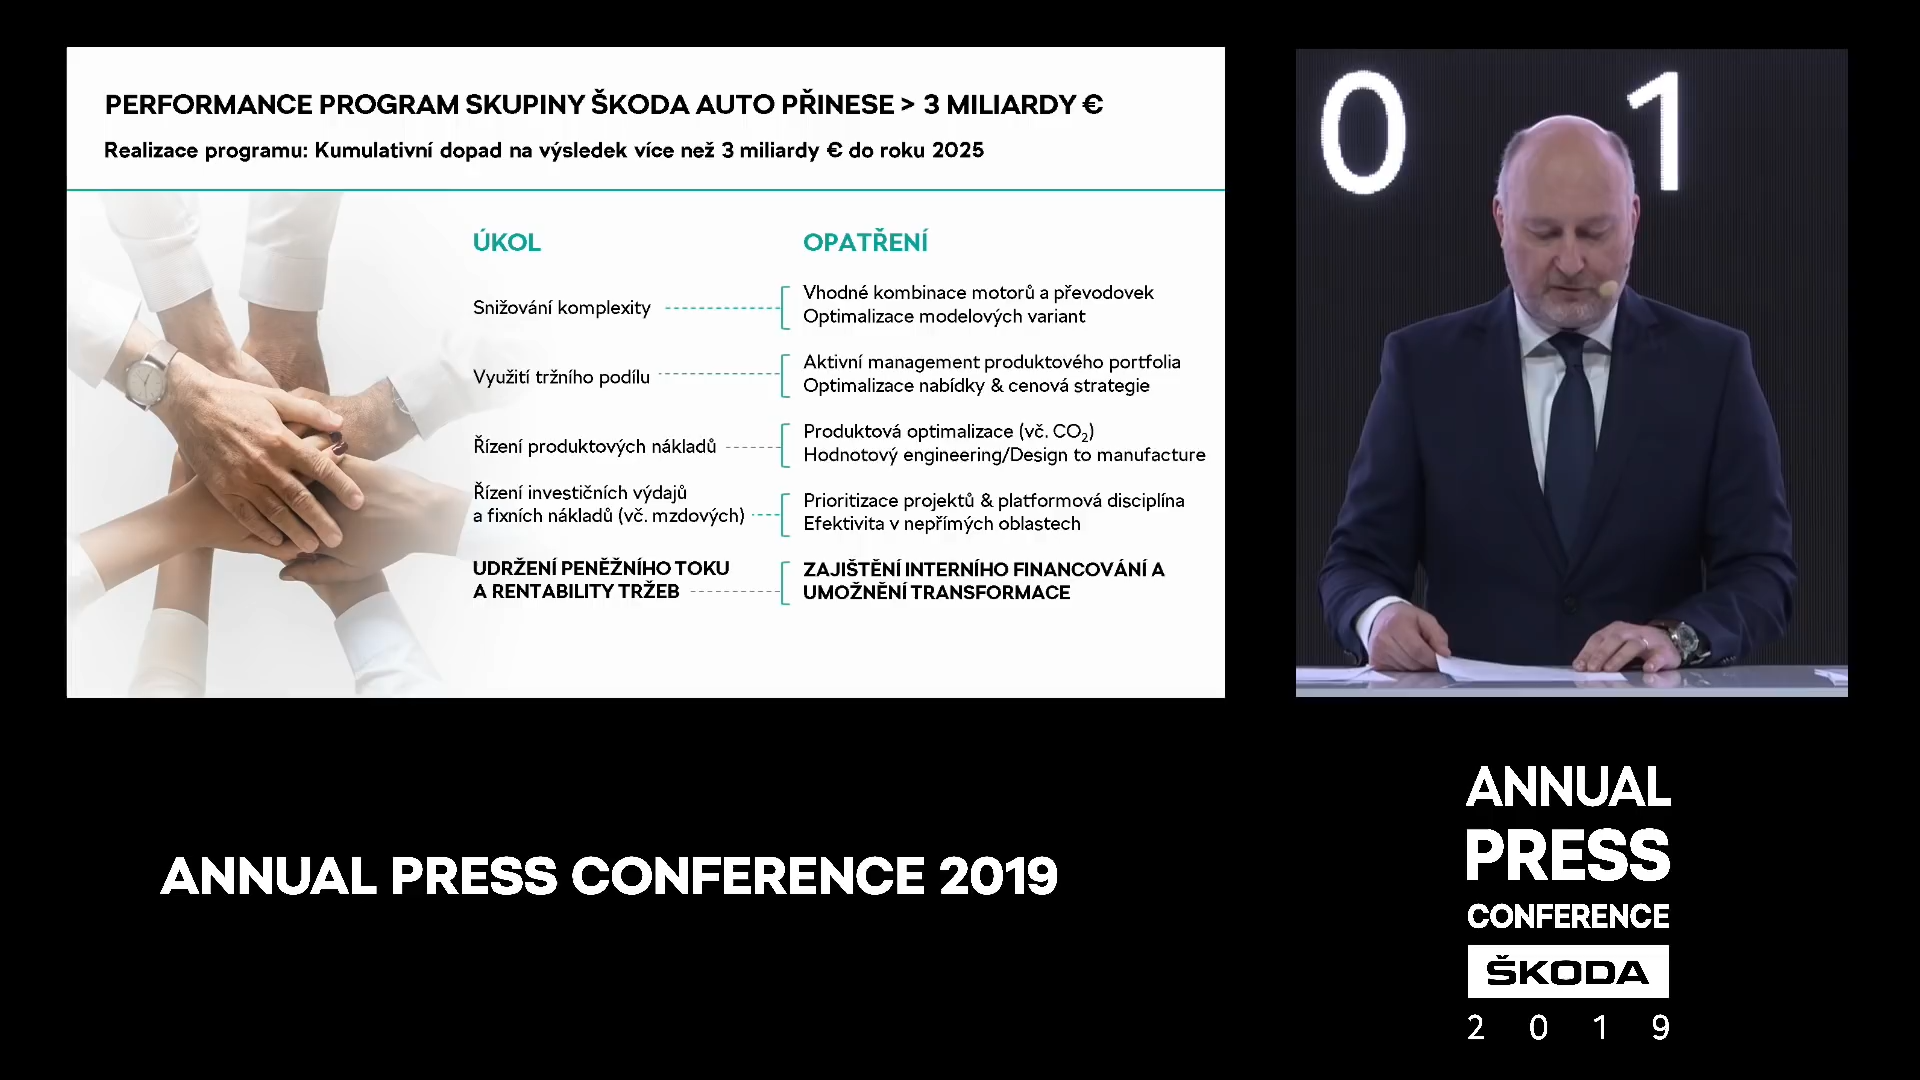 PERFORMANCE PROGRAM SKUPINY ŠKODA AUTO PŘINESE > 3 MILIARDY €
Realizace programu: Kumulativní dopad na výsledek více než 3 miliardy € do roku 2025
ÚKOL
OPATŘENÍ
Snižování komplexity
Vhodné kombinace motorů a převodovek
Optimalizace modelových variant
Využití tržního podílu
Aktivní management produktového portfolia
Optimalizace nabídky & cenová strategie
Řízení produktových nákladů
Produktová optimalizace (vč. CO₂)
Hodnotový engineering/Design to manufacture
Řízení investičních výdajů
a fixních nákladů (vč. mzdových)
Prioritizace projektů & platformová disciplína
Efektivita v nepřímých oblastech
UDRŽENÍ PENĚŽNÍHO TOKU
A RENTABILITY TRŽEB
ZAJIŠTĚNÍ INTERNÍHO FINANCOVÁNÍ A
UMOŽNĚNÍ TRANSFORMACE
0 1
ANNUAL PRESS CONFERENCE 2019
ANNUAL
PRESS
CONFERENCE
ŠKODA
2 0 1 9